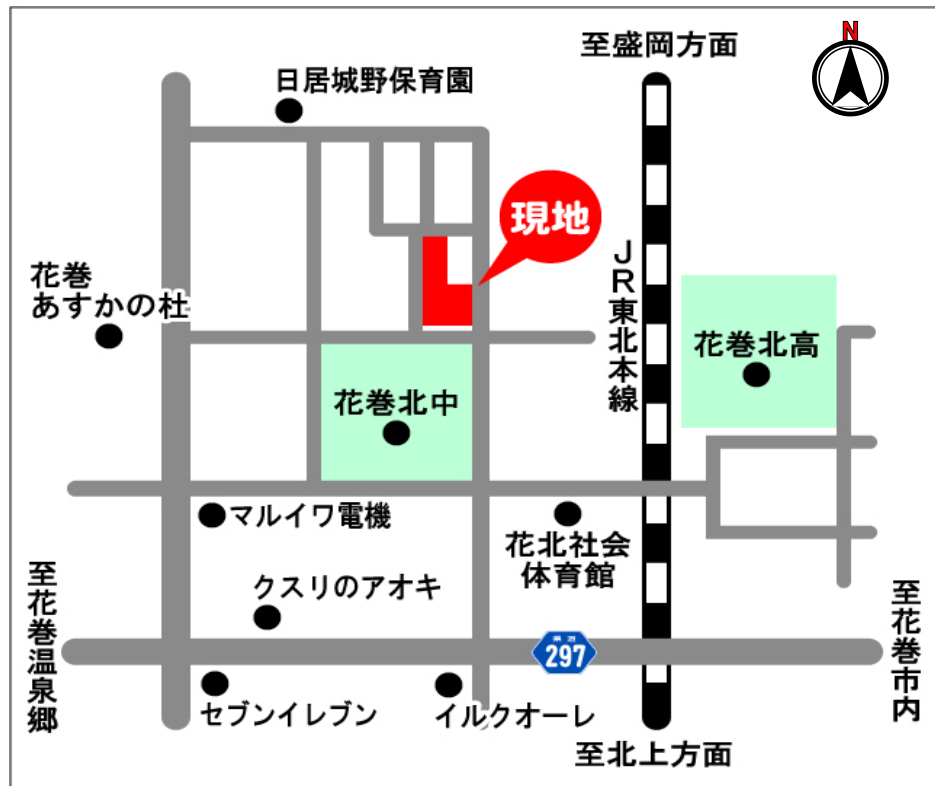 至盛岡方面
N
日居城野保育園
現地
JR東北本線
花巻
あすかの杜
花巻北高
花巻北中
マルイワ電機
花北社会
体育館
クスリのアオキ
至花巻温泉郷
県道
297
至花巻市内
セブンイレブン
イルクオーレ
至北上方面